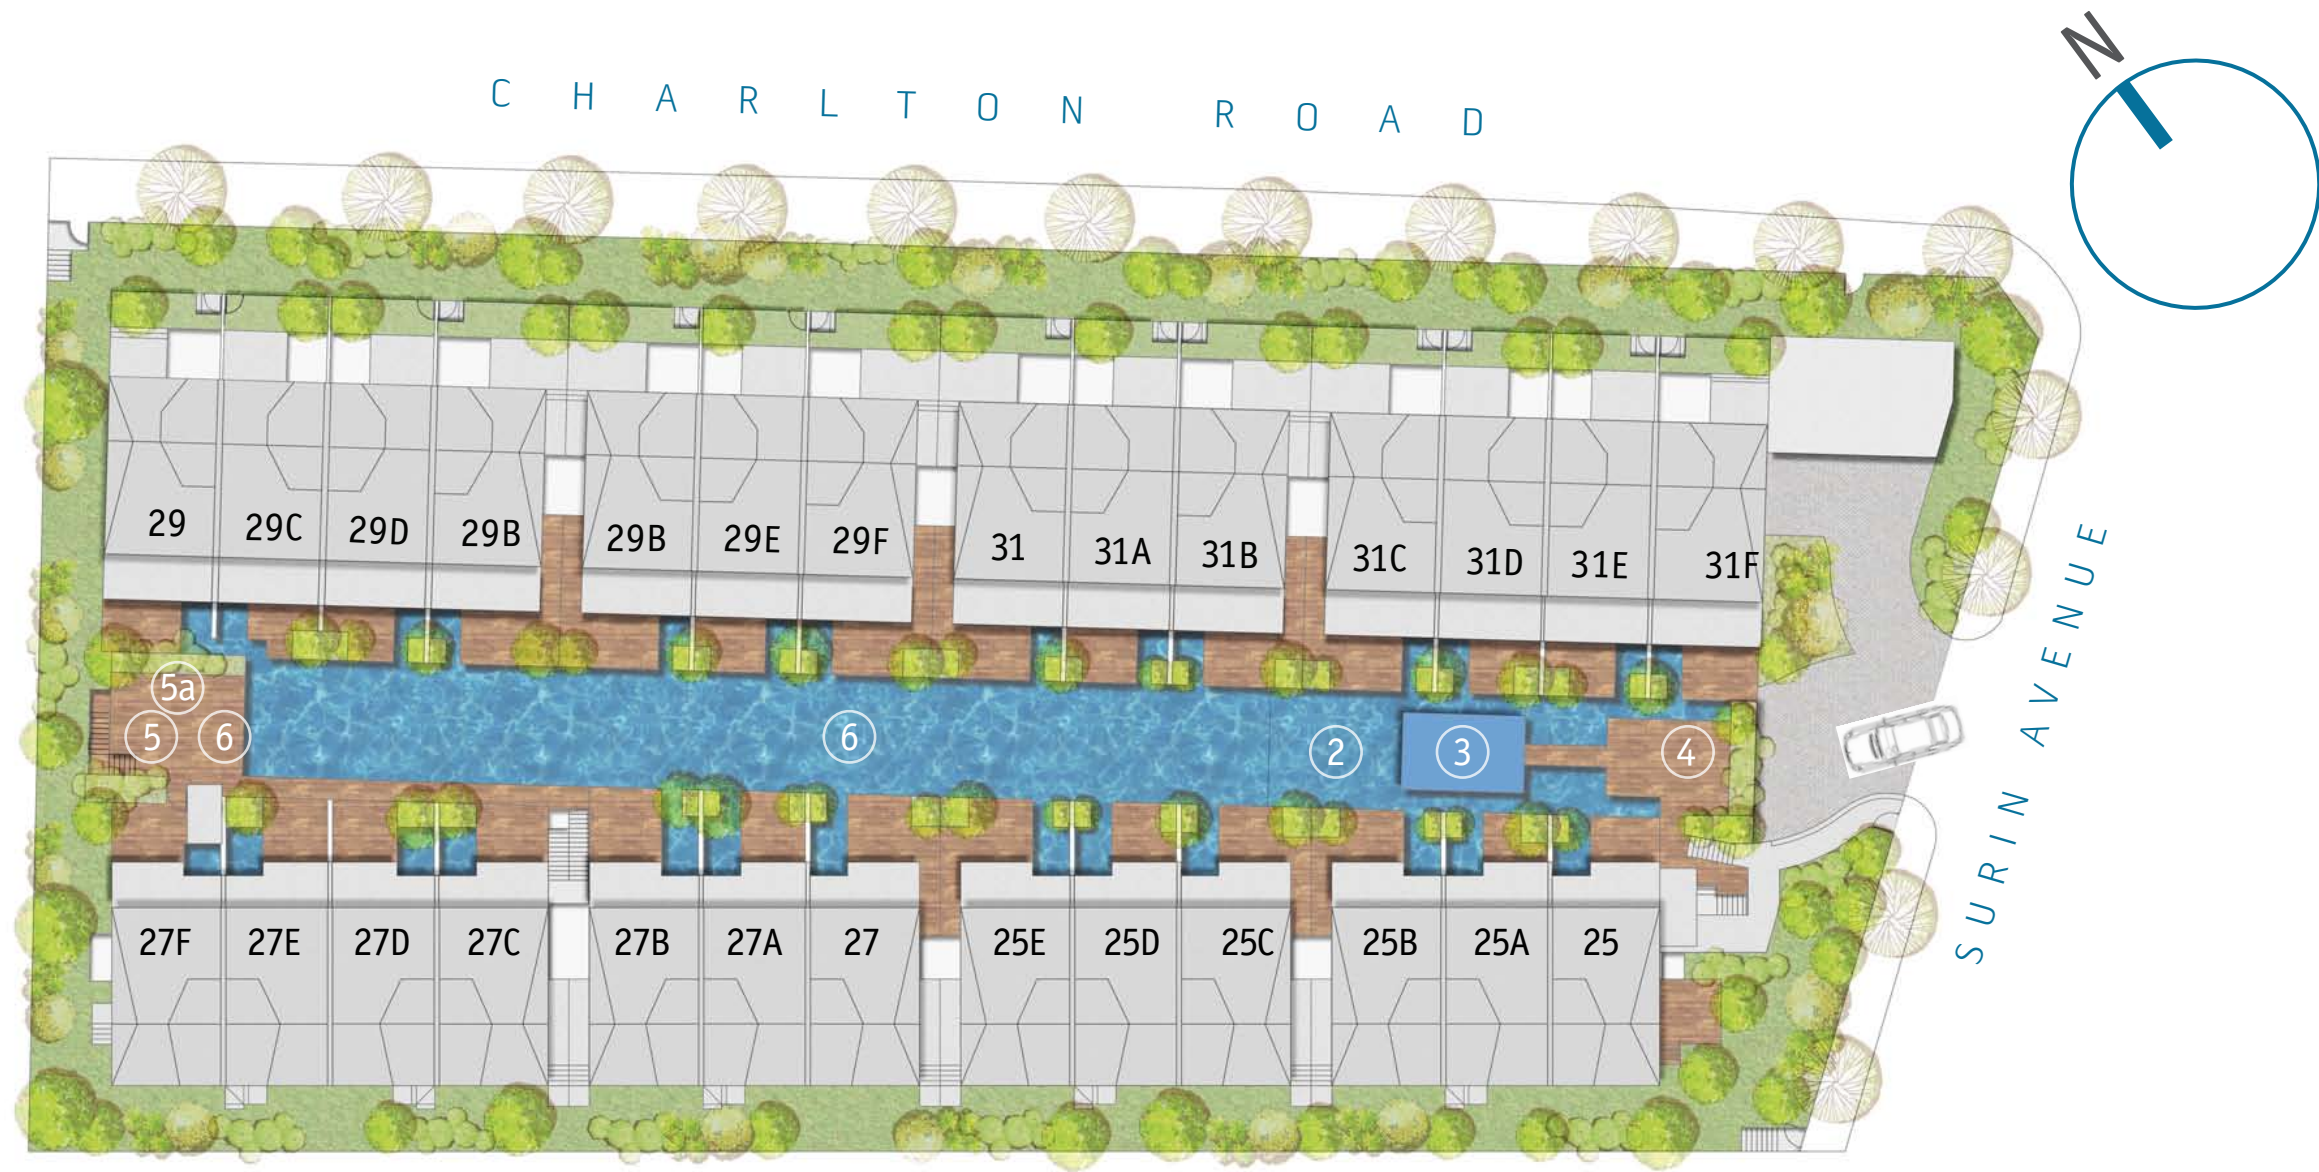 N
CHARLTON ROAD
29 29C 29D 29B 29B 29E 29F 31 31A 31B 31C 31D 31E 31F
SURIN AVENUE
5a
5 6 6 2 3 4
27F 27E 27D 27C 27B 27A 27 25E 25D 25C 25B 25A 25